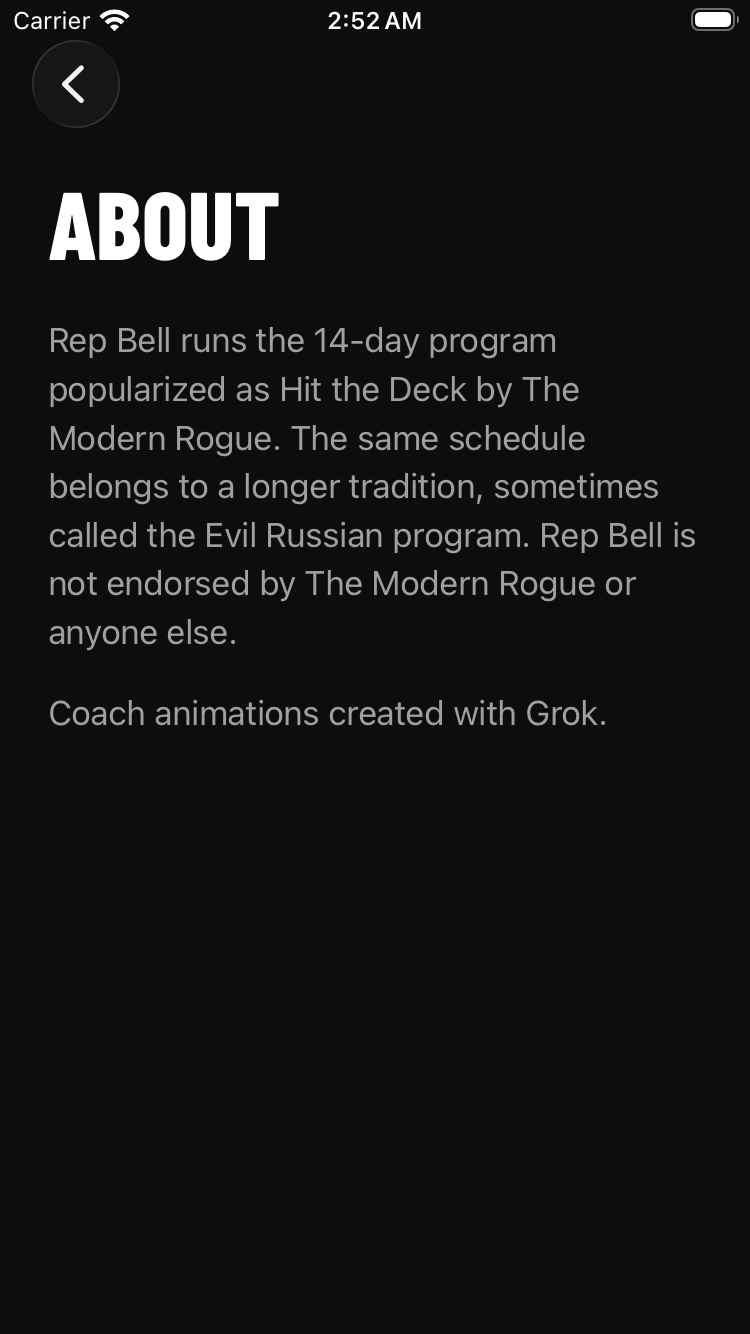 Carrier 2:52 AM
ABOUT
Rep Bell runs the 14-day program
popularized as Hit the Deck by The
Modern Rogue. The same schedule
belongs to a longer tradition, sometimes
called the Evil Russian program. Rep Bell is
not endorsed by The Modern Rogue or
anyone else.
Coach animations created with Grok.